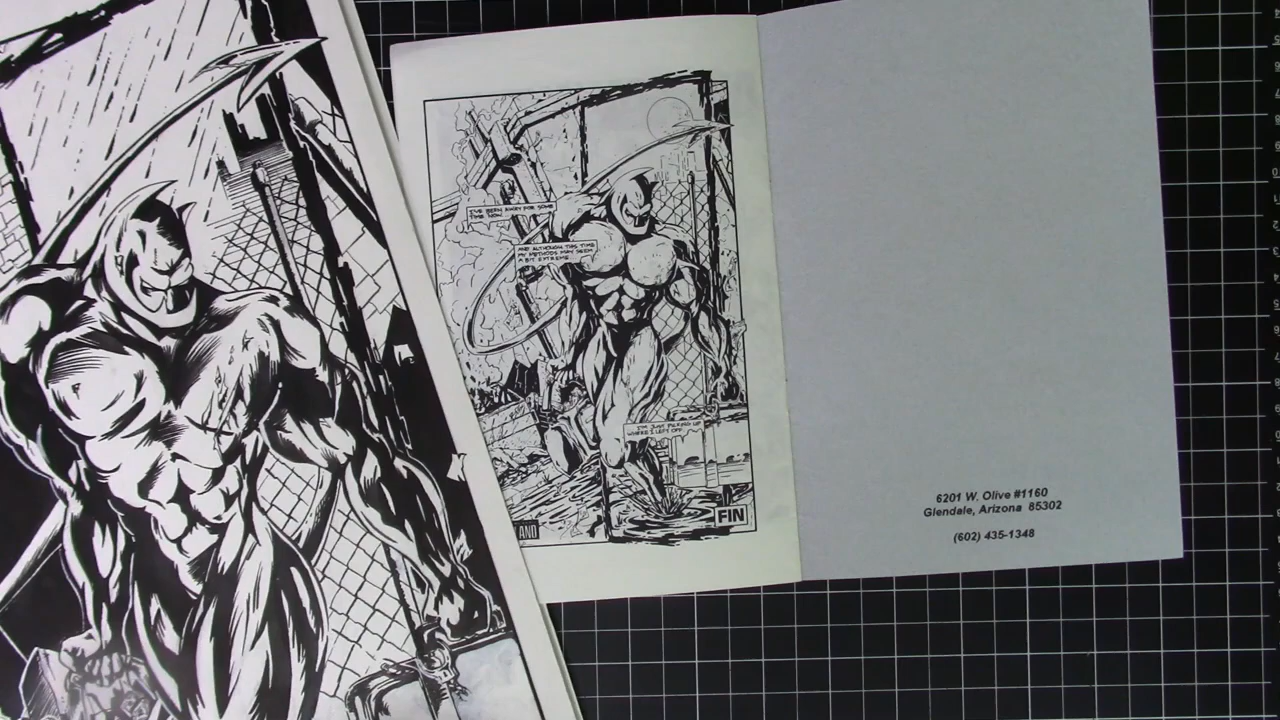 I'VE BEEN AWAY FOR SOME
TIME NOW.
AND ALTHOUGH THIS TIME
MY METHODS MAY SEEM
A BIT EXTREME
I'M JUST PICKING UP
WHERE I LEFT OFF.
AND
FIN
6201 W. Olive #1160
Glendale, Arizona 85302
(602) 435-1348